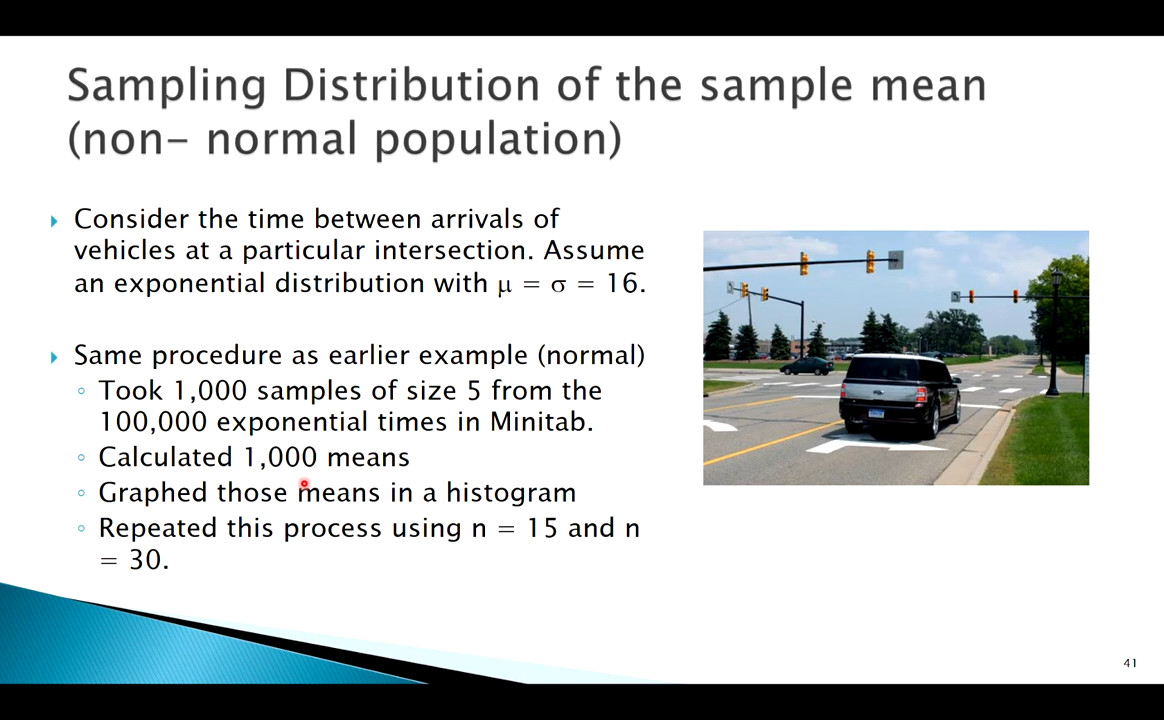 Sampling Distribution of the sample mean
(non- normal population)
Consider the time between arrivals of
vehicles at a particular intersection. Assume
an exponential distribution with μ = σ = 16.
Same procedure as earlier example (normal)
Took 1,000 samples of size 5 from the
100,000 exponential times in Minitab.
Calculated 1,000 means
Graphed those means in a histogram
Repeated this process using n = 15 and n
= 30.
41